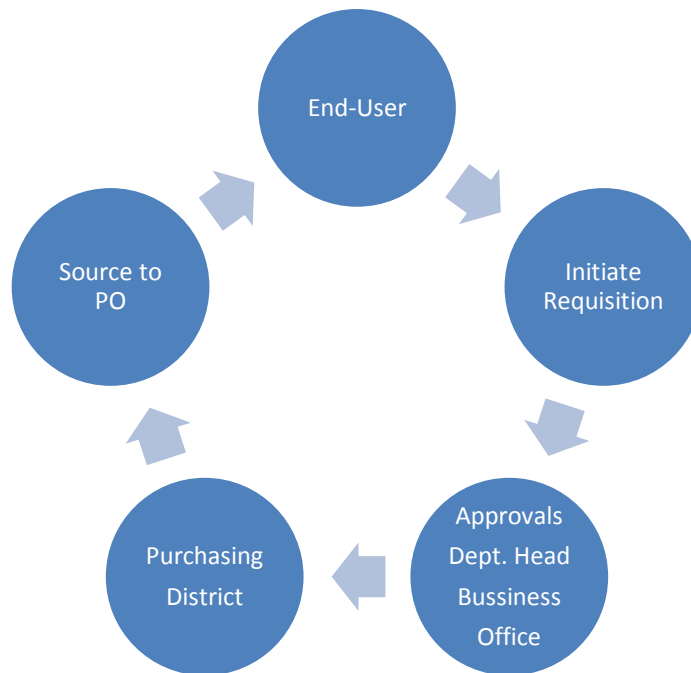 End-User
Initiate
Requisition
Approvals
Dept. Head
Bussiness
Office
Purchasing
District
Source to
PO